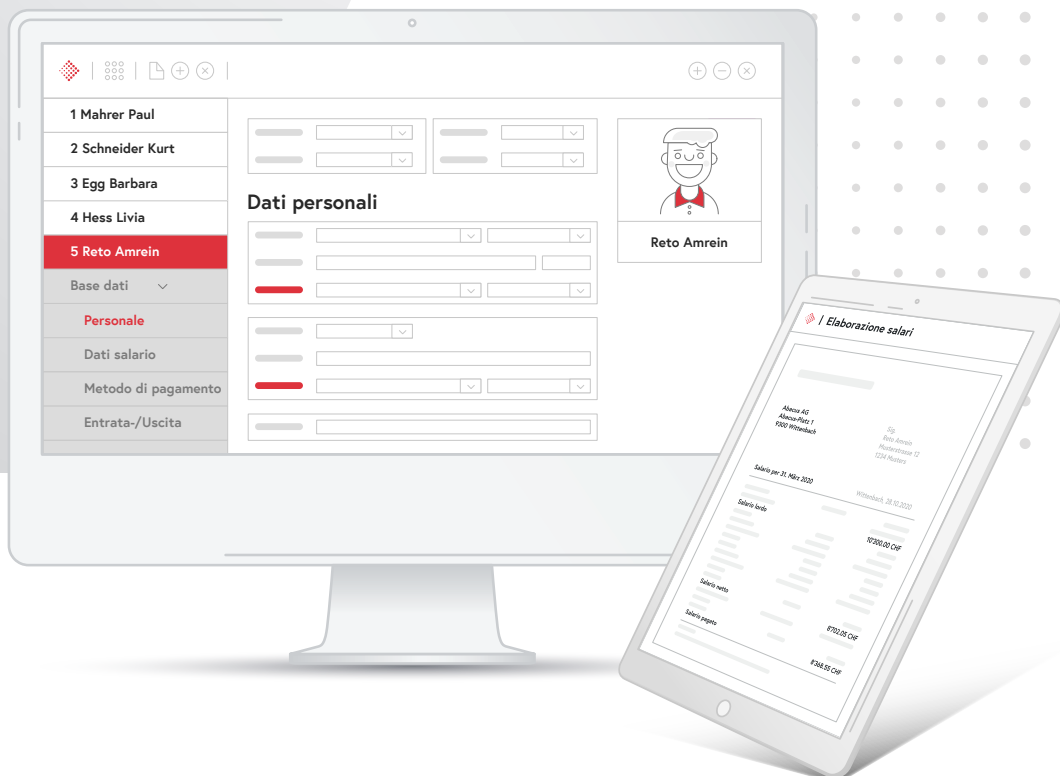 1 Mahrer Paul
2 Schneider Kurt
3 Egg Barbara
4 Hess Livia
5 Reto Amrein
Base dati
Personale
Dati salario
Metodo di pagamento
Entrata-/Uscita
Dati personali
Reto Amrein
| Elaborazione salari
Abacus AG
Abacus-Platz 1
9300 Wittenbach
Sig.
Reto Amrein
Musterstrasse 12
1234 Musters
Salario per 31. März 2020
Wittenbach, 28.10.2020
Salario lordo
10'300.00 CHF
Salario netto
8'702.05 CHF
Salario pagato
8'368.55 CHF